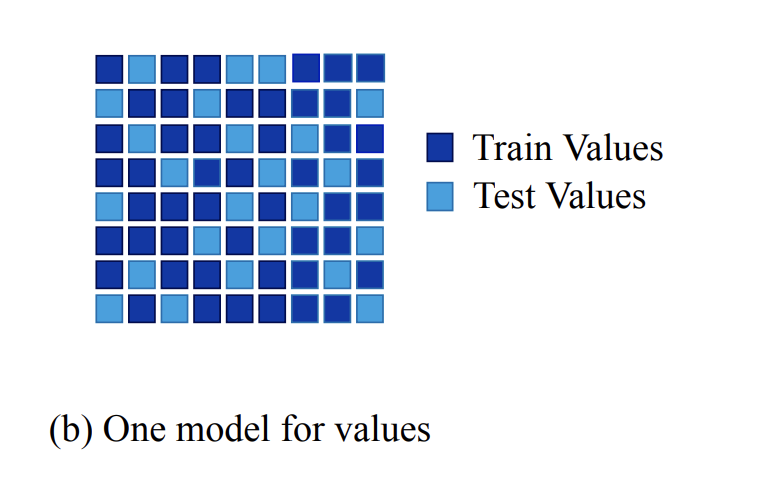 Train Values
Test Values
(b) One model for values